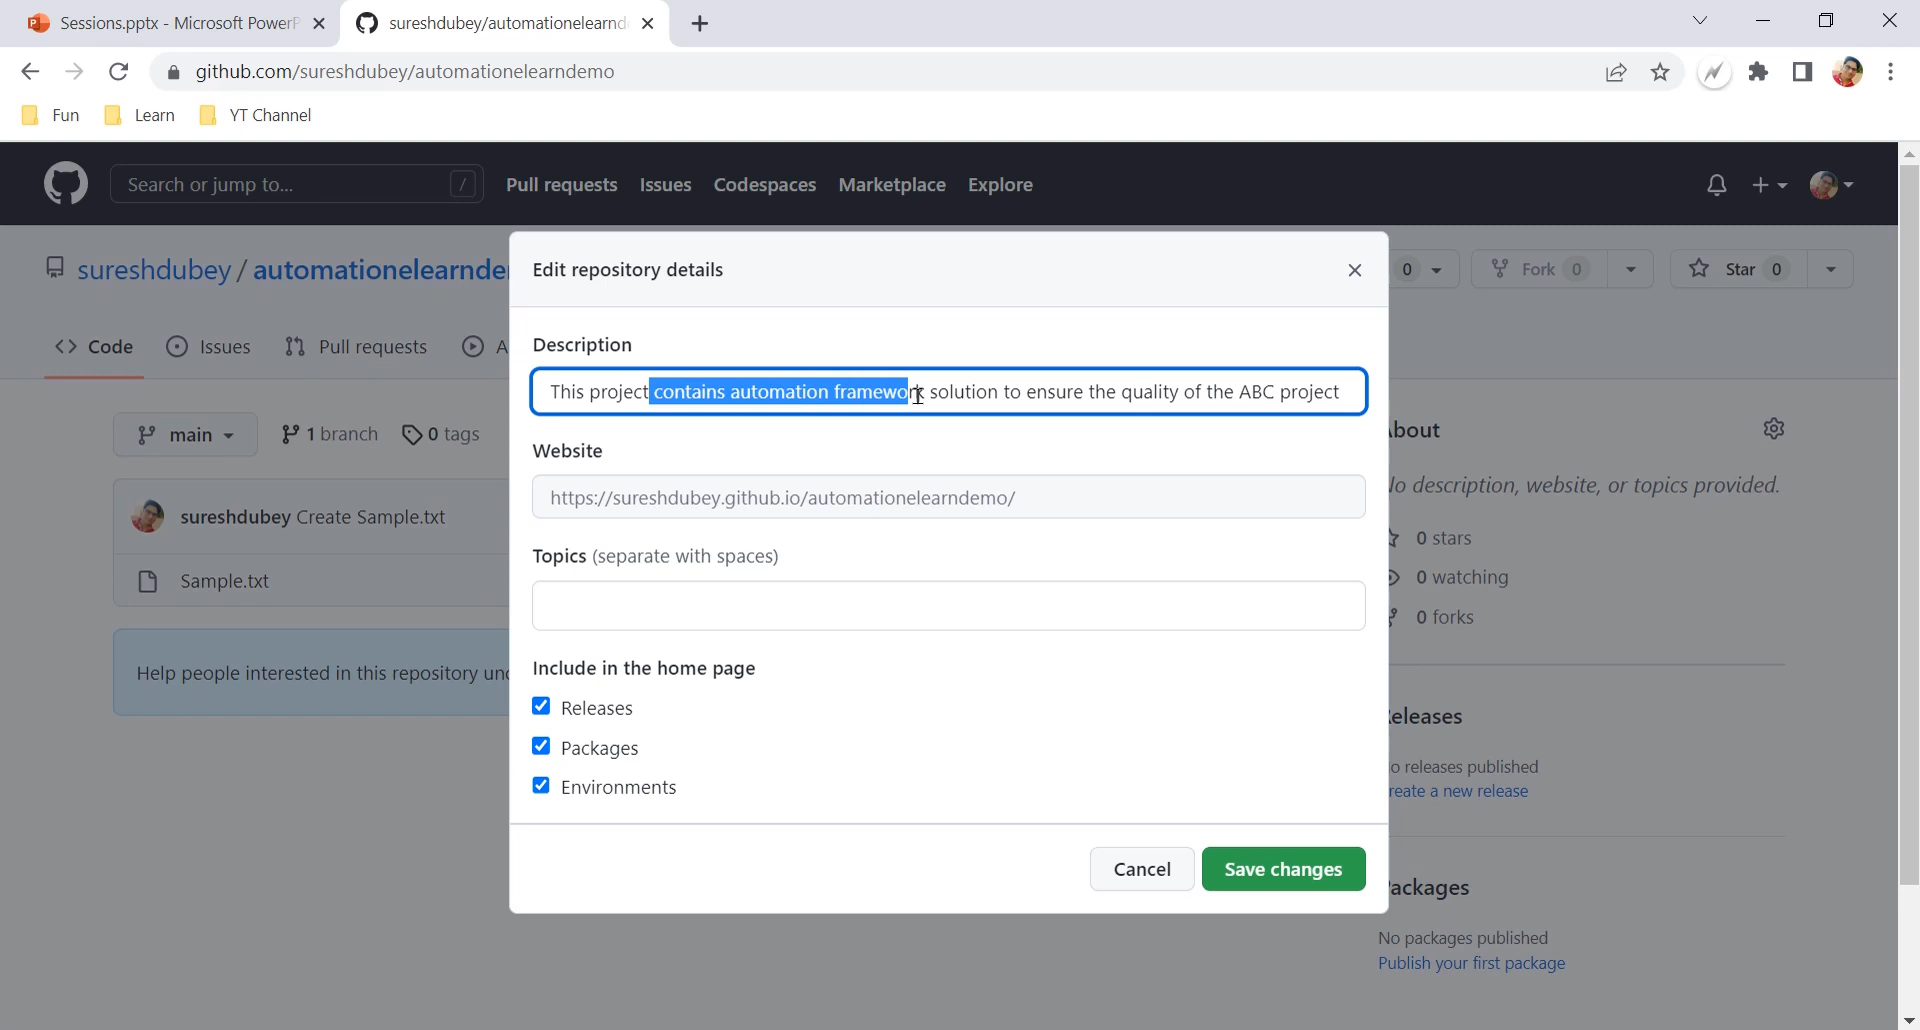 Sessions.pptx - Microsoft PowerP
sureshdubey/automationelearnd
github.com/sureshdubey/automationelearndemo
Fun
Learn
YT Channel
Search or jump to...
/
Pull requests
Issues
Codespaces
Marketplace
Explore
sureshdubey / automationelearnde
Edit repository details
0
Fork 0
Star 0
Code
Issues
Pull requests
A
Description
This project contains automation framework solution to ensure the quality of the ABC project
main
1 branch
0 tags
Website
https://sureshdubey.github.io/automationelearndemo/
bout
No description, website, or topics provided.
sureshdubey Create Sample.txt
Sample.txt
Topics (separate with spaces)
0 stars
0 watching
0 forks
Help people interested in this repository und
Include in the home page
Releases
Packages
Environments
Releases
o releases published
reate a new release
Cancel
Save changes
ackages
No packages published
Publish your first package